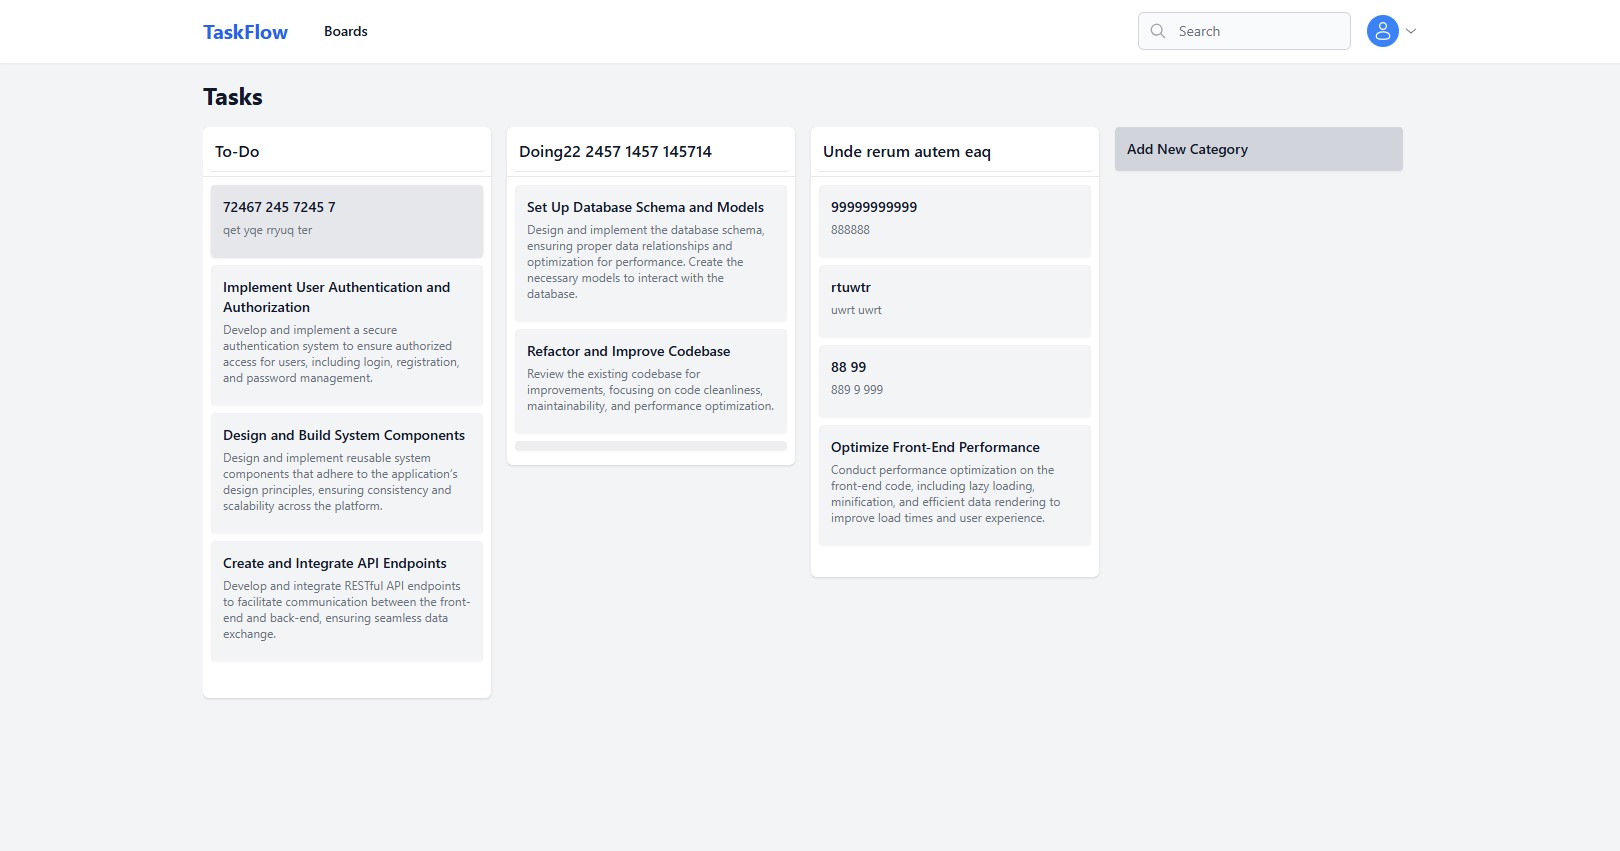 TaskFlow
Boards
Search
Tasks
To-Do
72467 245 7245 7
qet yqe rryuq ter
Implement User Authentication and
Authorization
Develop and implement a secure
authentication system to ensure authorized
access for users, including login, registration,
and password management.
Design and Build System Components
Design and implement reusable system
components that adhere to the application's
design principles, ensuring consistency and
scalability across the platform.
Create and Integrate API Endpoints
Develop and integrate RESTful API endpoints
to facilitate communication between the front-
end and back-end, ensuring seamless data
exchange.
Doing22 2457 1457 145714
Set Up Database Schema and Models
Design and implement the database schema,
ensuring proper data relationships and
optimization for performance. Create the
necessary models to interact with the
database.
Refactor and Improve Codebase
Review the existing codebase for
improvements, focusing on code cleanliness,
maintainability, and performance optimization.
Unde rerum autem eaq
99999999999
888888
rtuwtr
uwrt uwrt
88 99
889 9 999
Optimize Front-End Performance
Conduct performance optimization on the
front-end code, including lazy loading,
minification, and efficient data rendering to
improve load times and user experience.
Add New Category